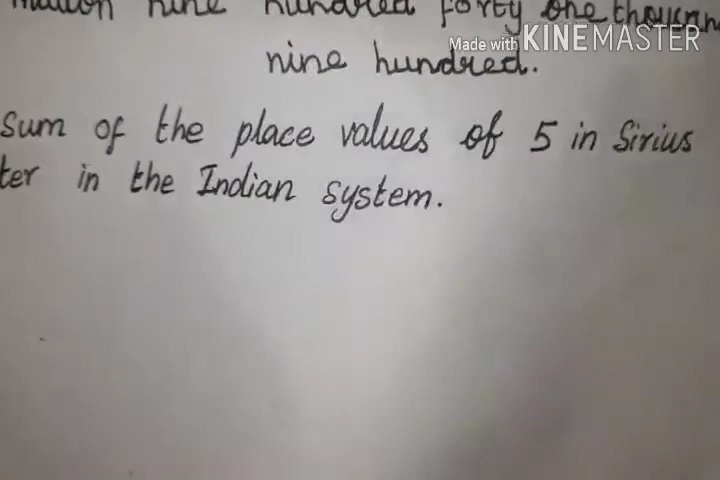 nine hundred forty one
Made with KINEMASTER
nine hundred.
Sum of the place values of 5 in Sirius
in the Indian system.